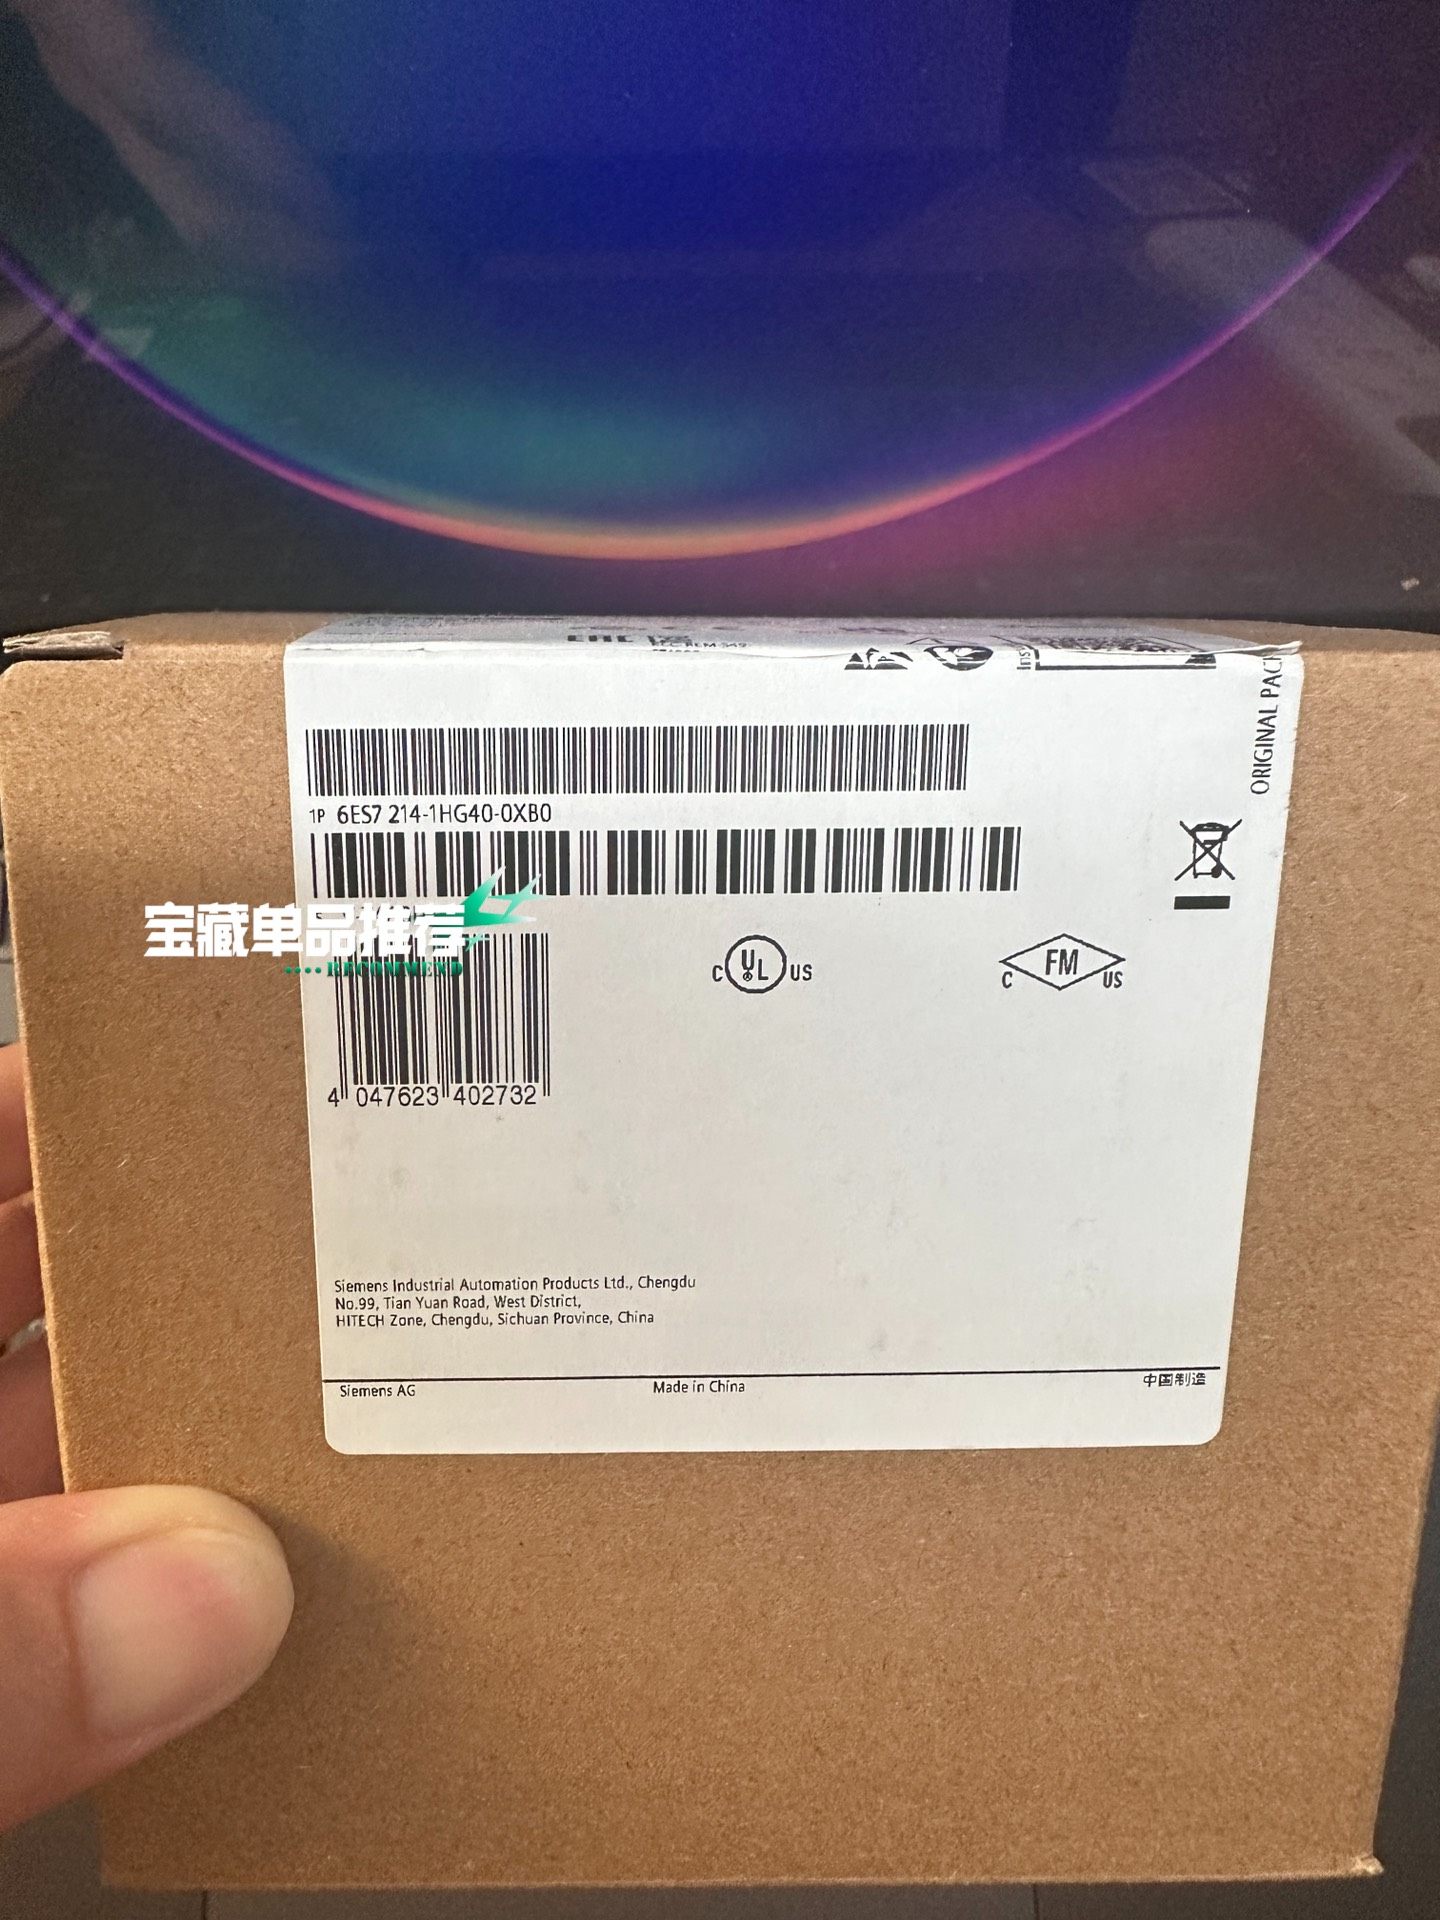 EAC
ORIGINAL PAC
1P 6ES7 214-1HG40-0XB0
宝藏单品推荐
RECOMMEND
C UL US
C FM US
4 047623 402732
Siemens Industrial Automation Products Ltd., Chengdu
No.99, Tian Yuan Road, West District,
HITECH Zone, Chengdu, Sichuan Province, China
Siemens AG
Made in China
中国制造